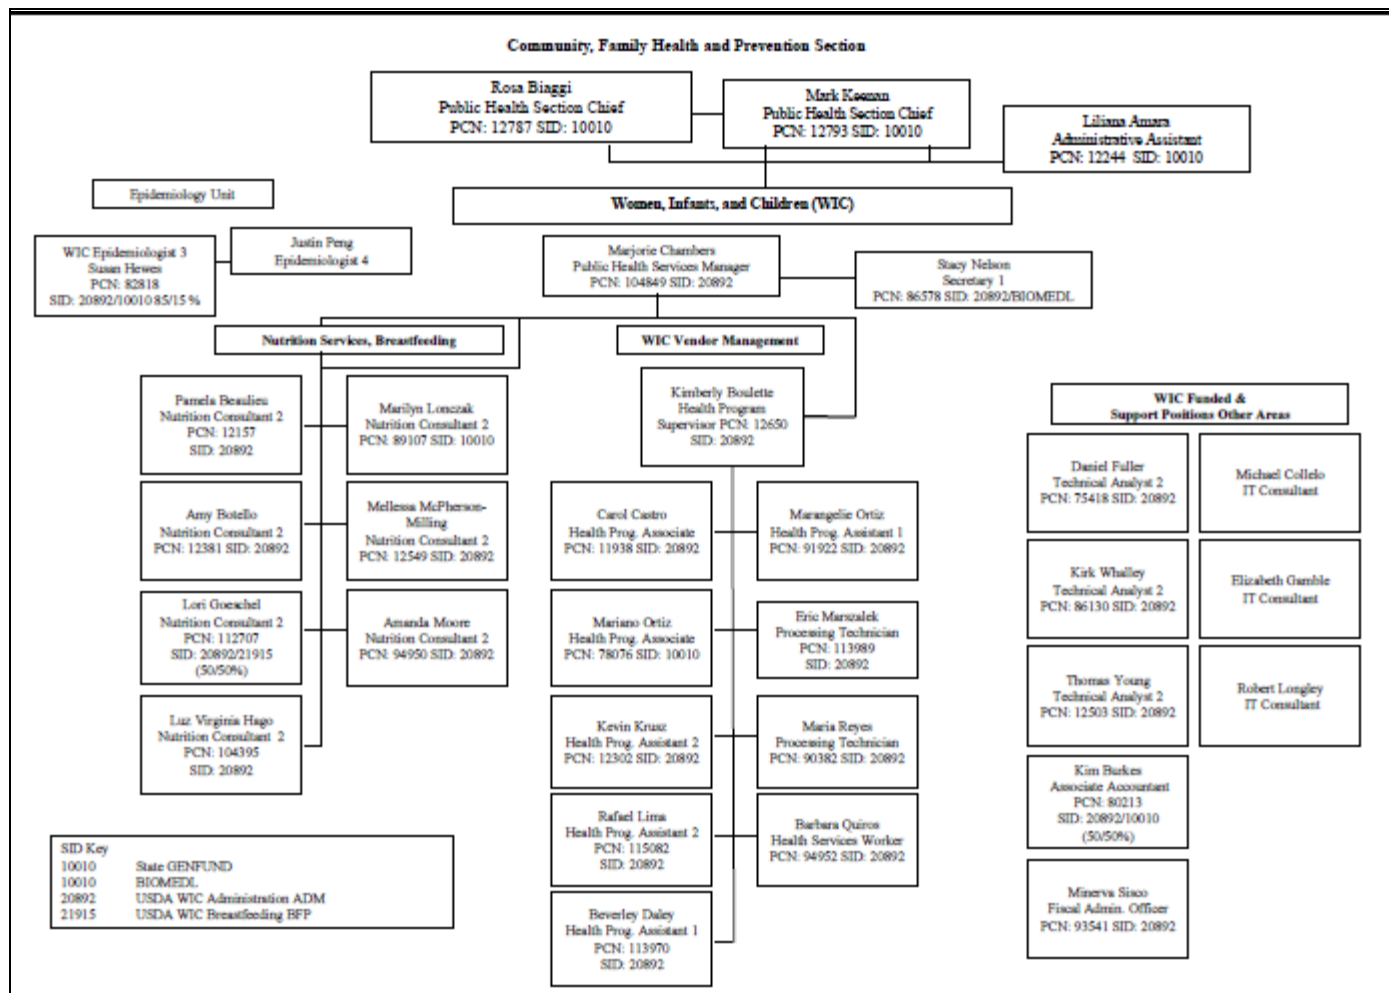 Community, Family Health and Prevention Section
Rosa Biaggi
Public Health Section Chief
PCN: 12787 SID: 10010
Mark Keenan
Public Health Section Chief
PCN: 12793 SID: 10010
Liliana Amara
Administrative Assistant
PCN: 12244 SID: 10010
Epidemiology Unit
Women, Infants, and Children (WIC)
WIC Epidemiologist 3
Susan Hewes
PCN: 82818
SID: 20892/10010 85/15 %
Justin Peng
Epidemiologist 4
Marjorie Chambers
Public Health Services Manager
PCN: 104849 SID: 20892
Stacy Nelson
Secretary 1
PCN: 86578 SID: 20892/BIOMEDL
Nutrition Services, Breastfeeding
WIC Vendor Management
Pamela Beaulieu
Nutrition Consultant 2
PCN: 12157
SID: 20892
Marilyn Lonczak
Nutrition Consultant 2
PCN: 89107 SID: 10010
Amy Botello
Nutrition Consultant 2
PCN: 12381 SID: 20892
Mellessa McPherson-
Milling
Nutrition Consultant 2
PCN: 12549 SID: 20892
Lori Goeschel
Nutrition Consultant 2
PCN: 112707
SID: 20892/21915
(50/50%)
Amanda Moore
Nutrition Consultant 2
PCN: 94950 SID: 20892
Luz Virginia Hago
Nutrition Consultant 2
PCN: 104395
SID: 20892
Kimberly Boulette
Health Program
Supervisor PCN: 12650
SID: 20892
Carol Castro
Health Prog. Associate
PCN: 11938 SID: 20892
Marangelie Ortiz
Health Prog. Assistant 1
PCN: 91922 SID: 20892
Mariano Ortiz
Health Prog. Associate
PCN: 78076 SID: 10010
Eric Marszalek
Processing Technician
PCN: 113989
SID: 20892
Kevin Krusz
Health Prog. Assistant 2
PCN: 12302 SID: 20892
Maria Reyes
Processing Technician
PCN: 90382 SID: 20892
Rafael Lima
Health Prog. Assistant 2
PCN: 115082
SID: 20892
Barbara Quiros
Health Services Worker
PCN: 94952 SID: 20892
Beverley Daley
Health Prog. Assistant 1
PCN: 113970
SID: 20892
WIC Funded &
Support Positions Other Areas
Daniel Fuller
Technical Analyst 2
PCN: 75418 SID: 20892
Michael Collelo
IT Consultant
Kirk Whalley
Technical Analyst 2
PCN: 86130 SID: 20892
Elizabeth Gamble
IT Consultant
Thomas Young
Technical Analyst 2
PCN: 12503 SID: 20892
Robert Longley
IT Consultant
Kim Burkes
Associate Accountant
PCN: 80213
SID: 20892/10010
(50/50%)
Minerva Sisco
Fiscal Admin. Officer
PCN: 93541 SID: 20892
SID Key
10010 State GENFUND
10010 BIOMEDL
20892 USDA WIC Administration ADM
21915 USDA WIC Breastfeeding BFP